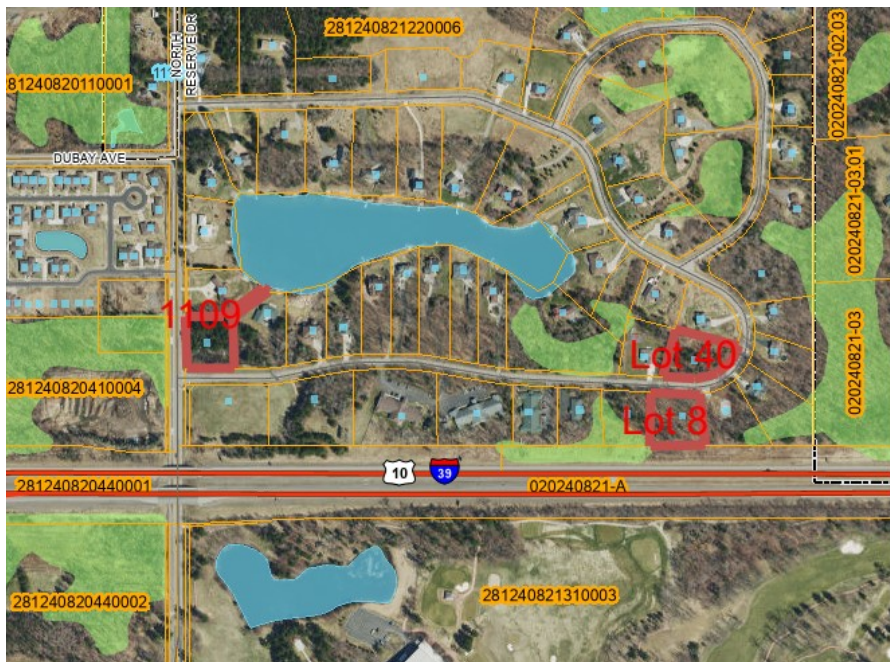 281240821220006
NORTH
RESERVE DR
11
281240820110001
020240821-02.03
DUBAY AVE
020240821-03.01
1109
Lot 40
020240821-03
281240820410004
Lot 8
10
39
281240820440001
020240821-A
281240820440002
281240821310003